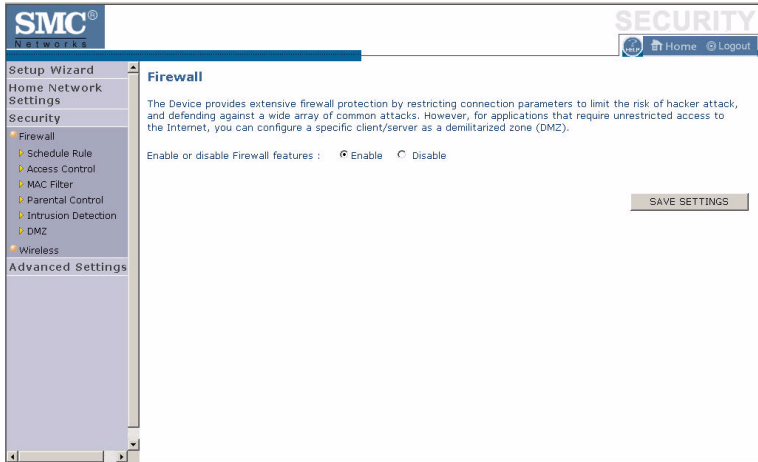 SMC®
Networks
SECURITY
HELP
Home
Logout
Setup Wizard
Home Network
Settings
Security
Firewall
Schedule Rule
Access Control
MAC Filter
Parental Control
Intrusion Detection
DMZ
Wireless
Advanced Settings
Firewall
The Device provides extensive firewall protection by restricting connection parameters to limit the risk of hacker attack,
and defending against a wide array of common attacks. However, for applications that require unrestricted access to
the Internet, you can configure a specific client/server as a demilitarized zone (DMZ).
Enable or disable Firewall features : Enable Disable
SAVE SETTINGS